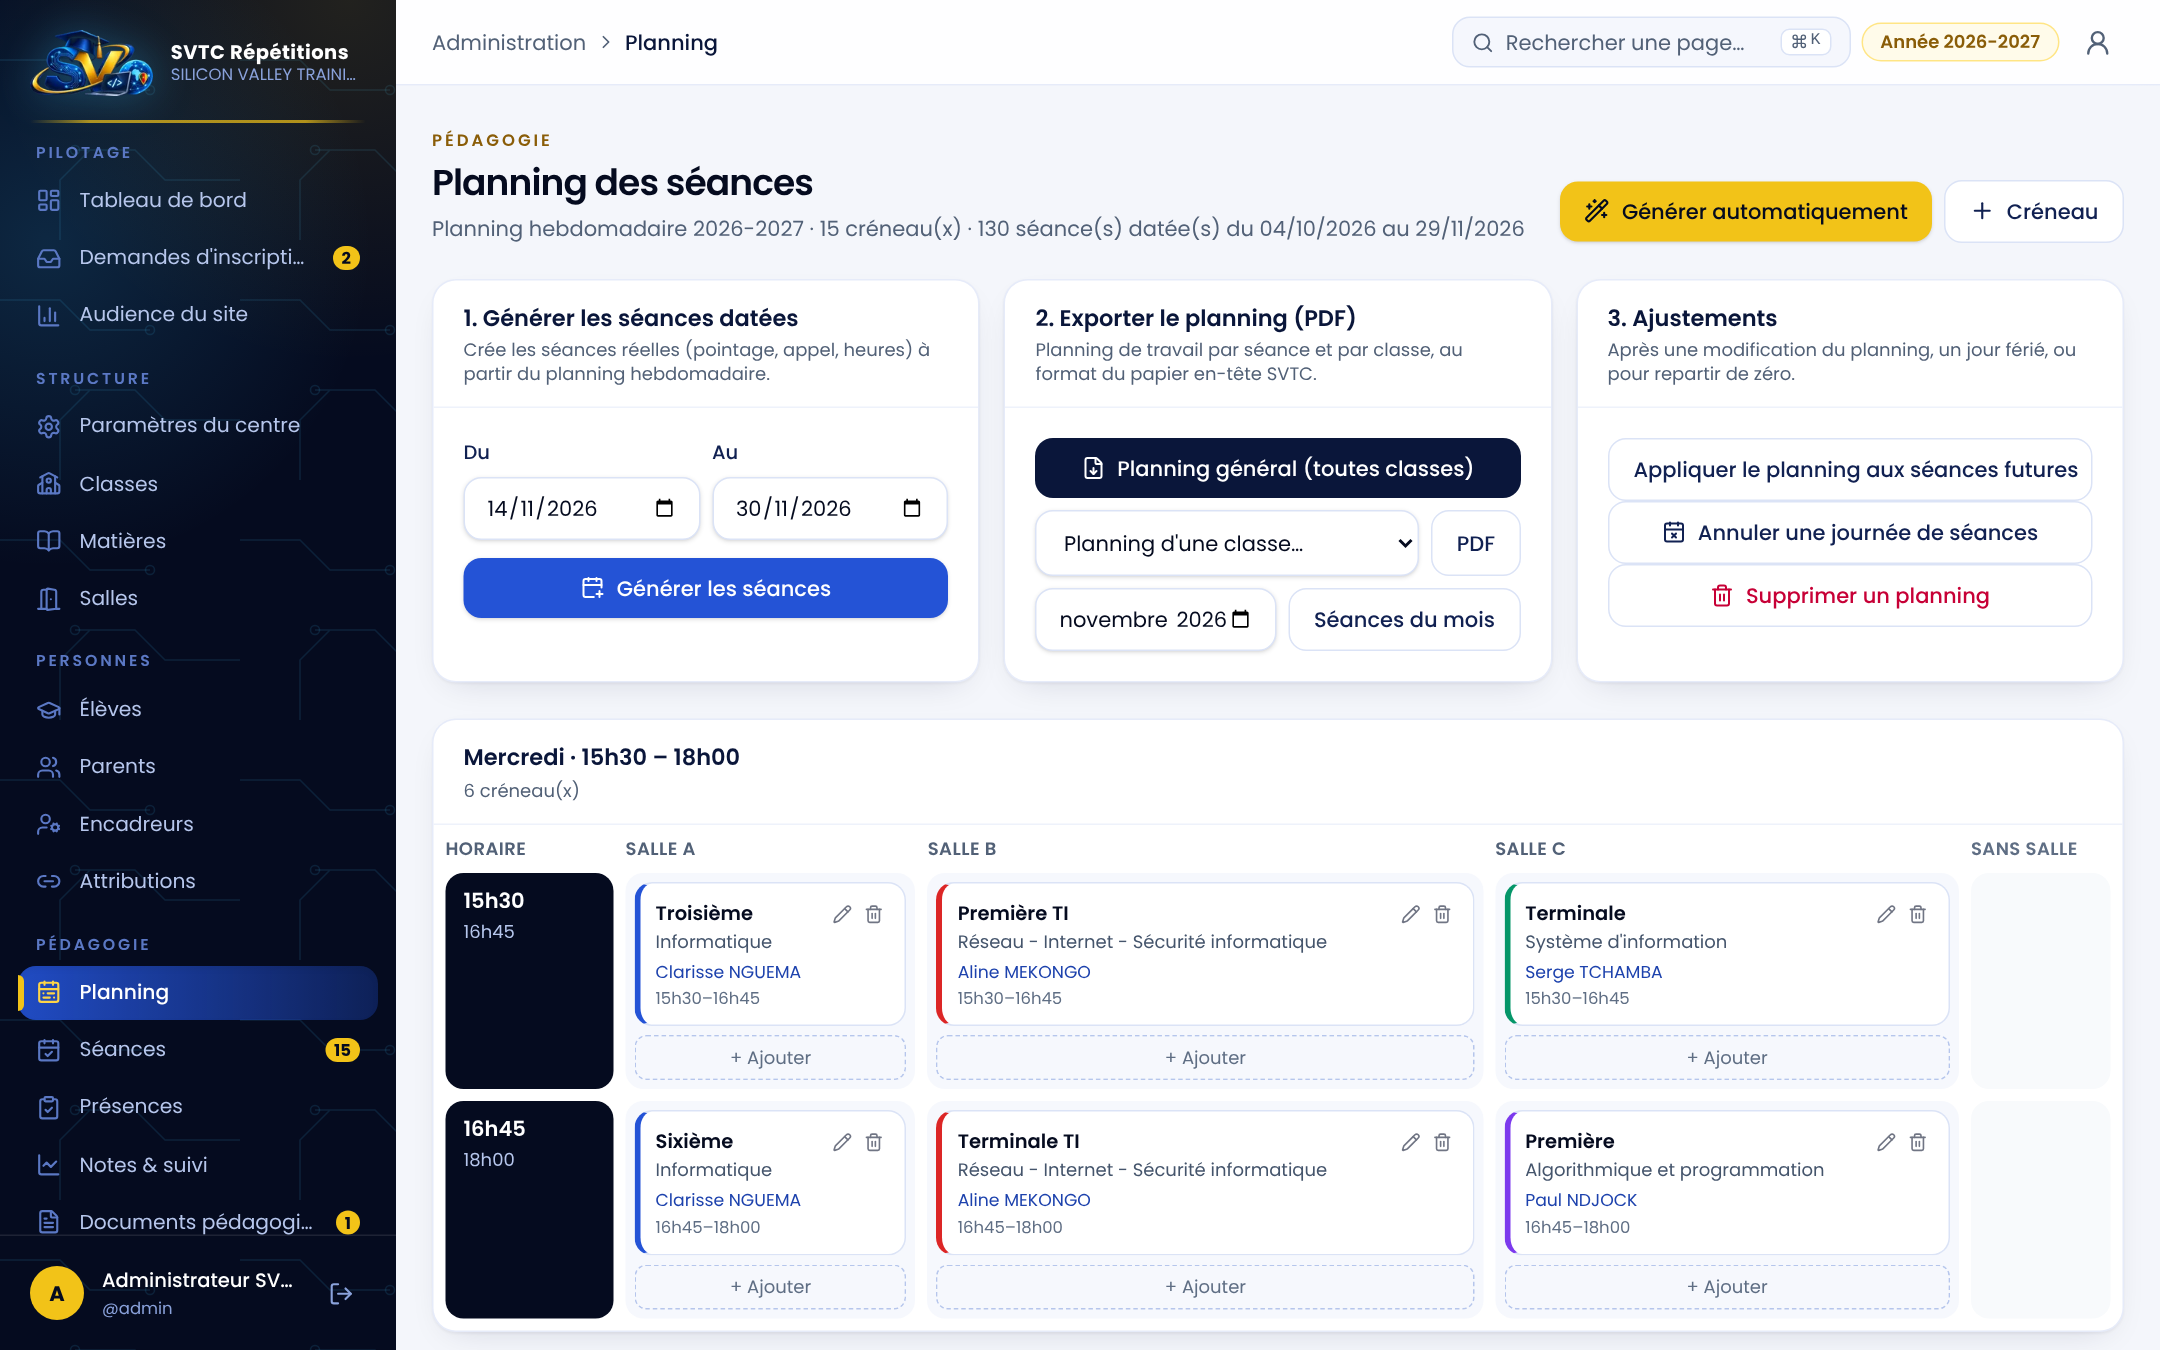 SVTC Répétitions
SILICON VALLEY TRAINI...
PILOTAGE
Tableau de bord
Demandes d'inscripti... 2
Audience du site
STRUCTURE
Paramètres du centre
Classes
Matières
Salles
PERSONNES
Élèves
Parents
Encadreurs
Attributions
PÉDAGOGIE
Planning
Séances 15
Présences
Notes & suivi
Documents pédagogi... 1
A
Administrateur SV...
@admin
Administration > Planning
Rechercher une page... ⌘K
Année 2026-2027
PÉDAGOGIE
Planning des séances
Planning hebdomadaire 2026-2027 · 15 créneau(x) · 130 séance(s) datée(s) du 04/10/2026 au 29/11/2026
Générer automatiquement
+ Créneau
1. Générer les séances datées
Crée les séances réelles (pointage, appel, heures) à
partir du planning hebdomadaire.
Du Au
14/11/2026 30/11/2026
Générer les séances
2. Exporter le planning (PDF)
Planning de travail par séance et par classe, au
format du papier en-tête SVTC.
Planning général (toutes classes)
Planning d'une classe... PDF
novembre 2026 Séances du mois
3. Ajustements
Après une modification du planning, un jour férié, ou
pour repartir de zéro.
Appliquer le planning aux séances futures
Annuler une journée de séances
Supprimer un planning
Mercredi · 15h30 – 18h00
6 créneau(x)
HORAIRE SALLE A SALLE B SALLE C SANS SALLE
15h30
16h45
Troisième
Informatique
Clarisse NGUEMA
15h30–16h45
+ Ajouter
Première TI
Réseau - Internet - Sécurité informatique
Aline MEKONGO
15h30–16h45
+ Ajouter
Terminale
Système d'information
Serge TCHAMBA
15h30–16h45
+ Ajouter
16h45
18h00
Sixième
Informatique
Clarisse NGUEMA
16h45–18h00
+ Ajouter
Terminale TI
Réseau - Internet - Sécurité informatique
Aline MEKONGO
16h45–18h00
+ Ajouter
Première
Algorithmique et programmation
Paul NDJOCK
16h45–18h00
+ Ajouter